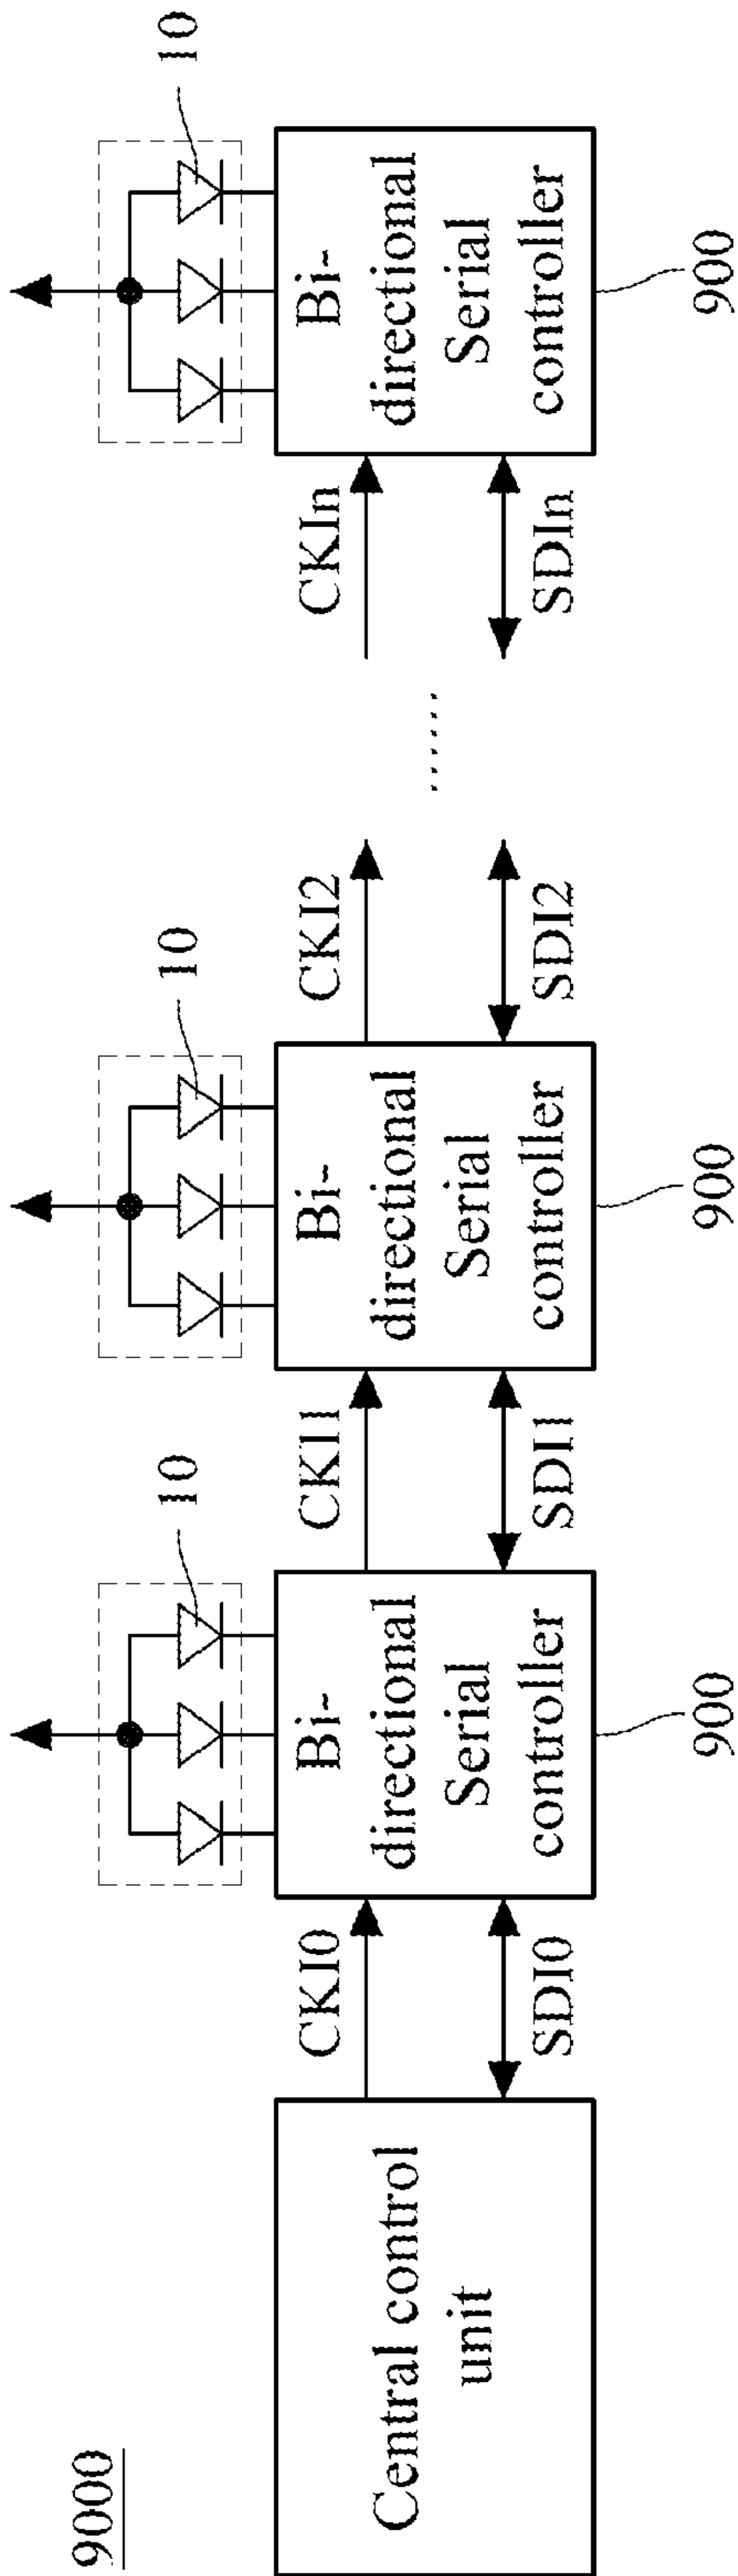 9000
10
10
10
Central control
unit
CKI0
SDI0
Bi-
directional
Serial
controller
900
CKI1
SDI1
Bi-
directional
Serial
controller
900
CKI2
SDI2
......
CKIn
SDIn
Bi-
directional
Serial
controller
900